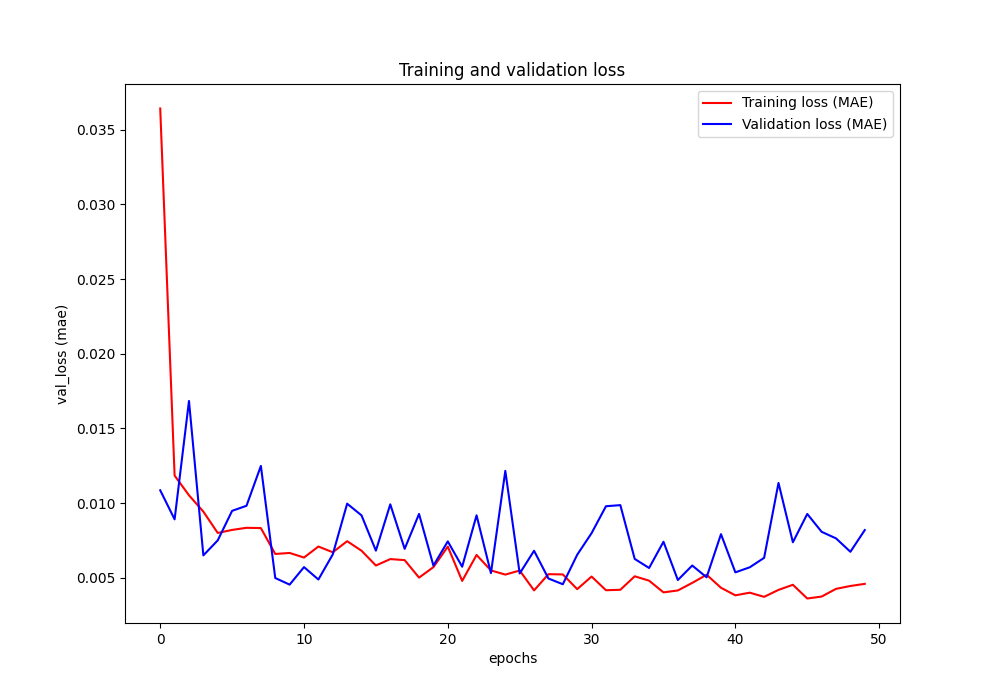 Training and validation loss
Training loss (MAE)
Validation loss (MAE)
val_loss (mae)
0.035
0.030
0.025
0.020
0.015
0.010
0.005
0 10 20 30 40 50
epochs